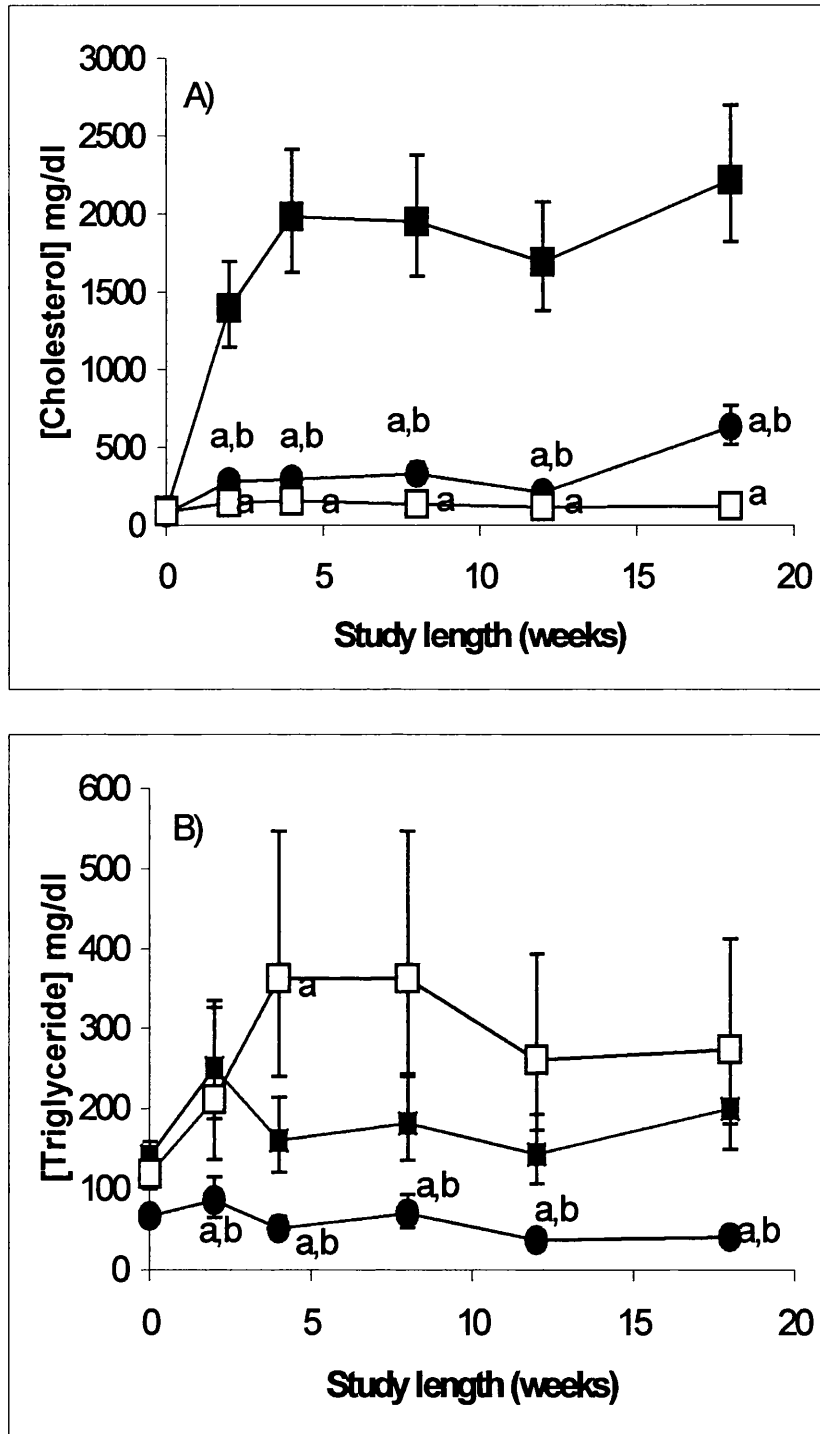 A)
[Cholesterol] mg/dl
3000
2500
2000
1500
1000
500
0
a,b a,b a,b a,b a,b
a a a a a
0 5 10 15 20
Study length (weeks)
B)
[Triglyceride] mg/dl
600
500
400
300
200
100
0
a
a,b a,b a,b a,b a,b
0 5 10 15 20
Study length (weeks)